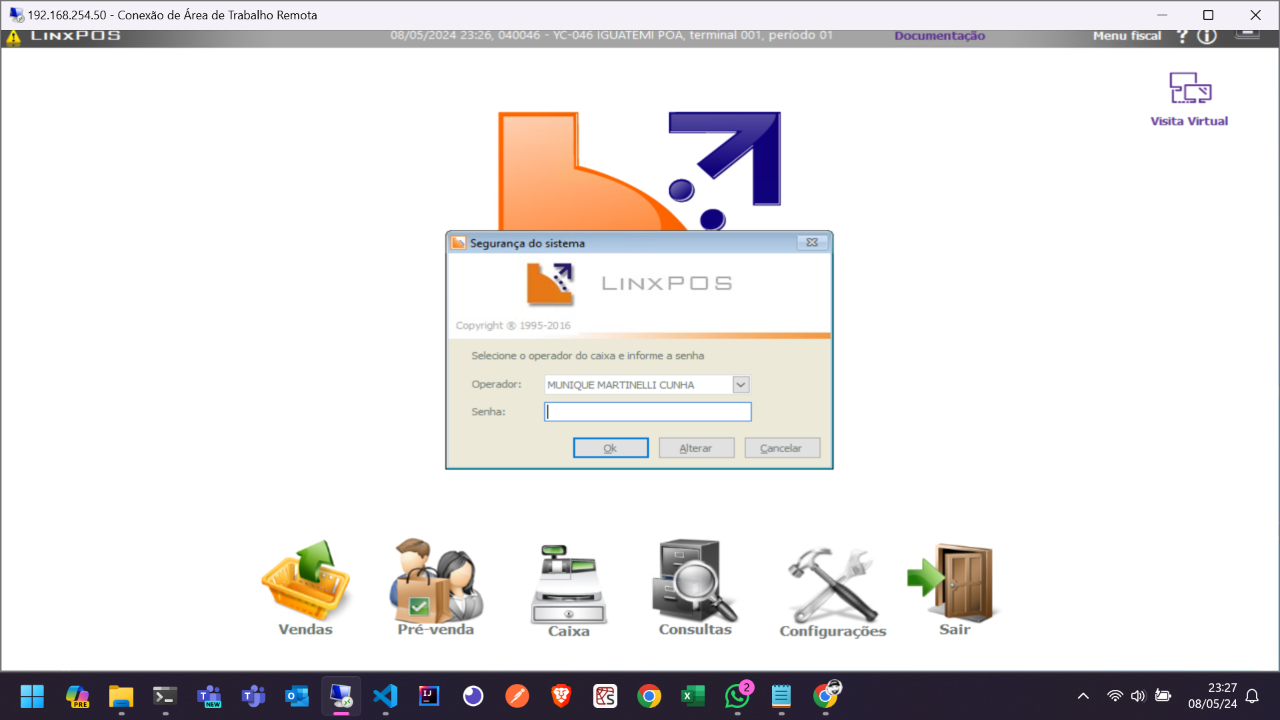 192.168.254.50 - Conexão de Área de Trabalho Remota
LINXPOS
08/05/2024 23:26, 040046 - YC-046 IGUATEMI POA, terminal 001, período 01
Documentação
Menu fiscal ? i
Visita Virtual
Segurança do sistema
LINXPOS
Copyright ® 1995-2016
Selecione o operador do caixa e informe a senha
Operador: MUNIQUE MARTINELLI CUNHA
Senha:
Ok Alterar Cancelar
Vendas Pré-venda Caixa Consultas Configurações Sair
PRE
NEW
2
23:27
08/05/24